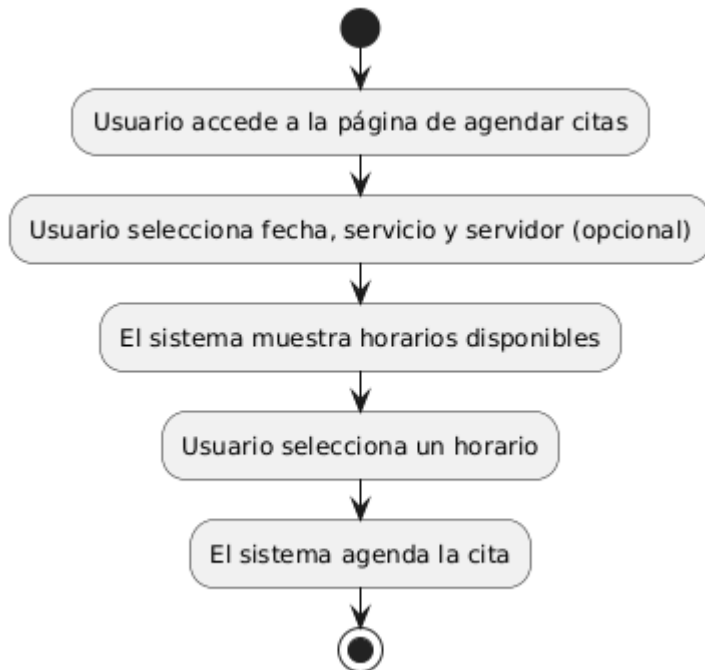 Usuario accede a la página de agendar citas
Usuario selecciona fecha, servicio y servidor (opcional)
El sistema muestra horarios disponibles
Usuario selecciona un horario
El sistema agenda la cita